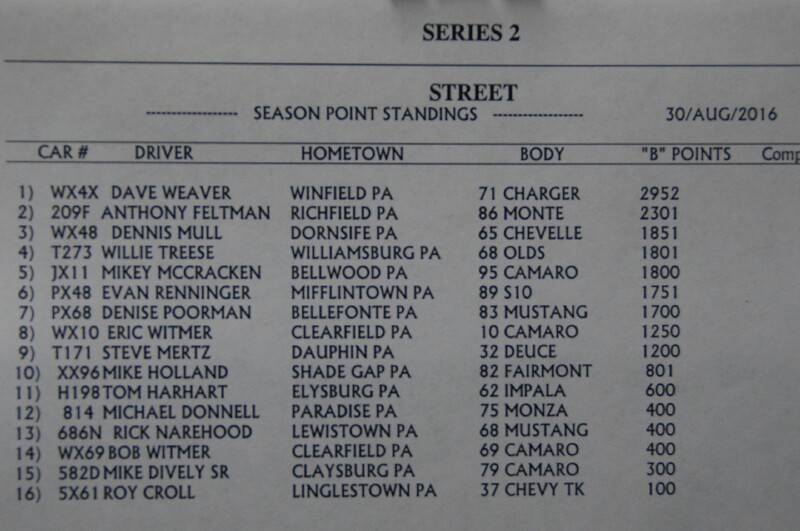 SERIES 2
STREET
----------------- SEASON POINT STANDINGS ----------------- 30/AUG/2016
CAR # DRIVER HOMETOWN BODY "B" POINTS
1) WX4X DAVE WEAVER WINFIELD PA 71 CHARGER 2952
2) 209F ANTHONY FELTMAN RICHFIELD PA 86 MONTE 2301
3) WX48 DENNIS MULL DORNSIFE PA 65 CHEVELLE 1851
4) T273 WILLIE TREESE WILLIAMSBURG PA 68 OLDS 1801
5) JX11 MIKEY MCCRACKEN BELLWOOD PA 95 CAMARO 1800
6) PX48 EVAN RENNINGER MIFFLINTOWN PA 89 S10 1751
7) PX68 DENISE POORMAN BELLEFONTE PA 83 MUSTANG 1700
8) WX10 ERIC WITMER CLEARFIELD PA 10 CAMARO 1250
9) T171 STEVE MERTZ DAUPHIN PA 32 DEUCE 1200
10) XX96 MIKE HOLLAND SHADE GAP PA 82 FAIRMONT 801
11) H198 TOM HARHART ELYSBURG PA 62 IMPALA 600
12) 814 MICHAEL DONNELL PARADISE PA 75 MONZA 400
13) 686N RICK NAREHOOD LEWISTOWN PA 68 MUSTANG 400
14) WX69 BOB WITMER CLEARFIELD PA 69 CAMARO 400
15) 582D MIKE DIVELY SR CLAYSBURG PA 79 CAMARO 300
16) 5X61 ROY CROLL LINGLESTOWN PA 37 CHEVY TK 100